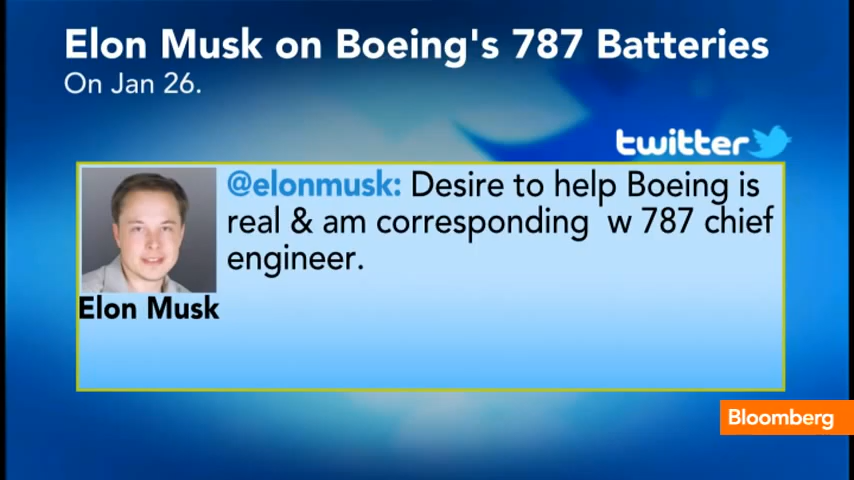 Elon Musk on Boeing's 787 Batteries
On Jan 26.
twitter
@elonmusk: Desire to help Boeing is
real & am corresponding w 787 chief
engineer.
Elon Musk
Bloomberg